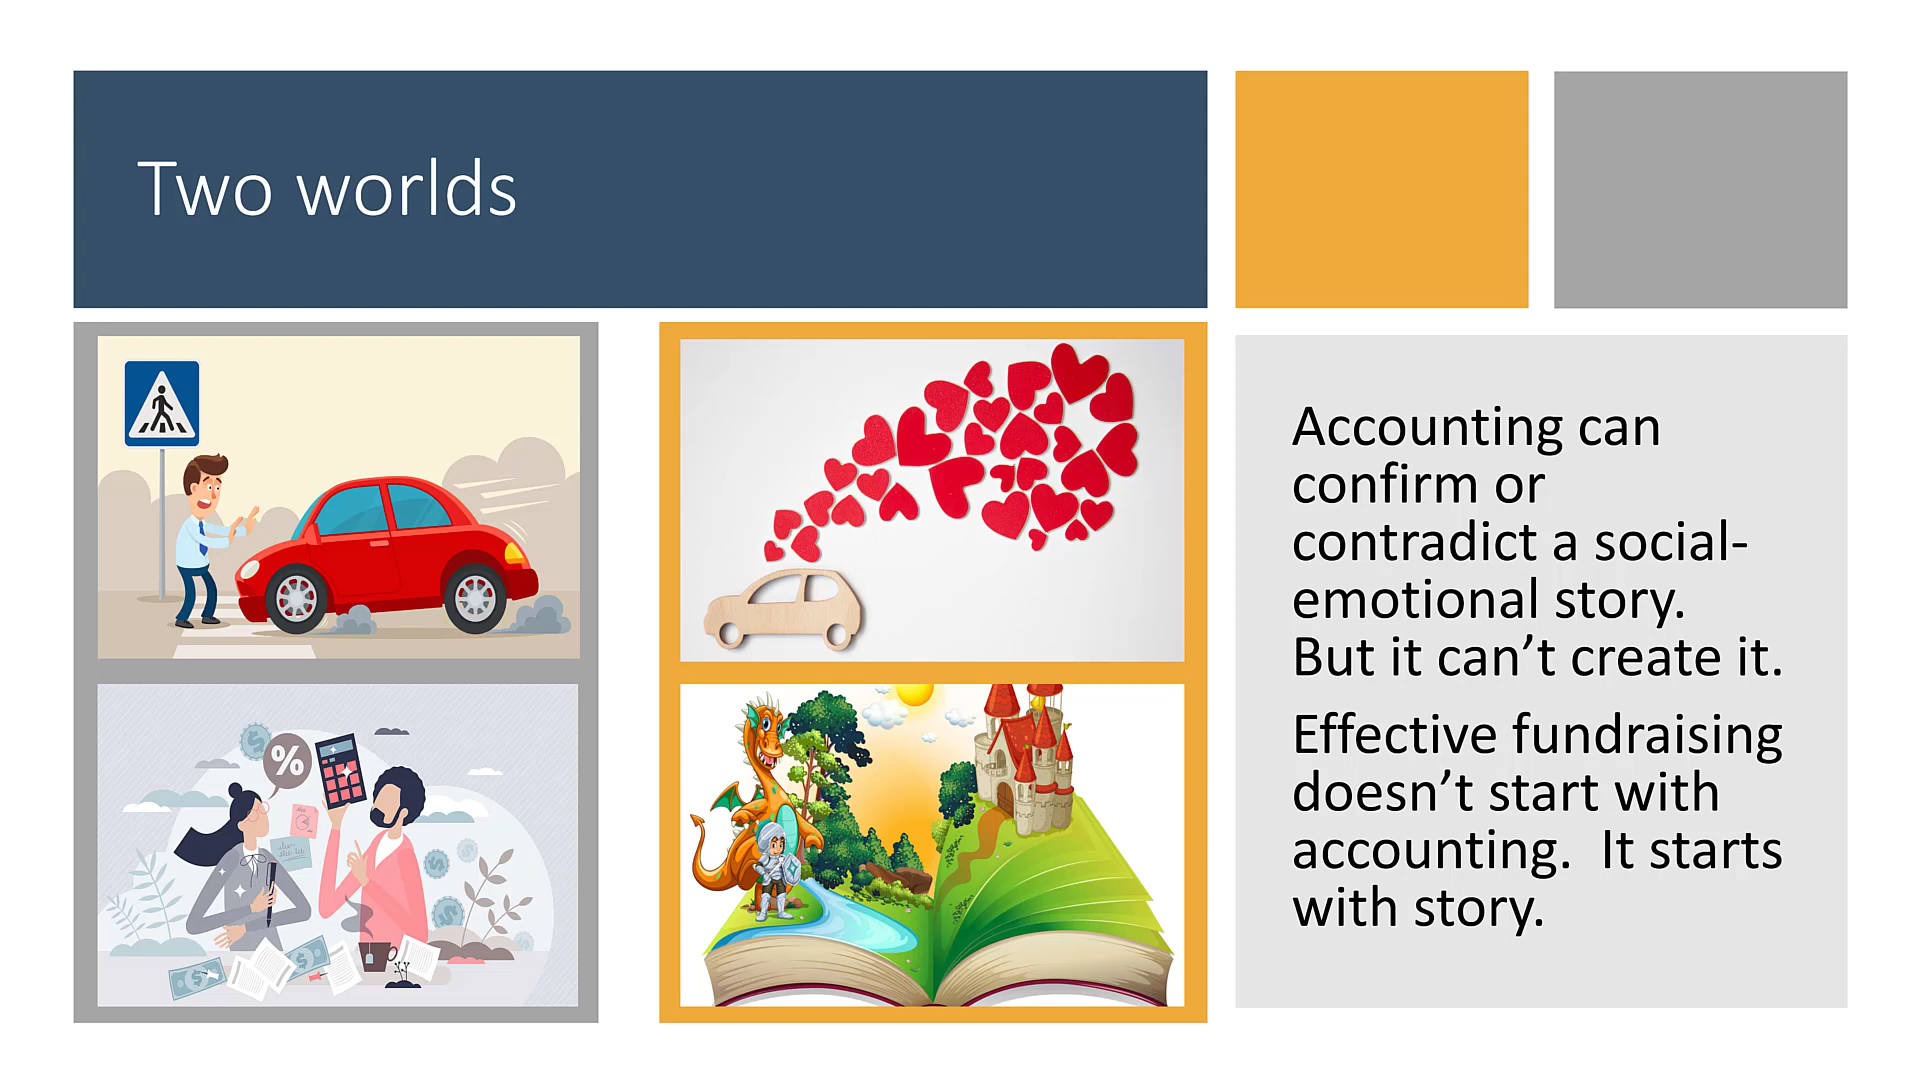 Two worlds
Accounting can
confirm or
contradict a social-
emotional story.
But it can’t create it.
Effective fundraising
doesn’t start with
accounting.  It starts
with story.
%